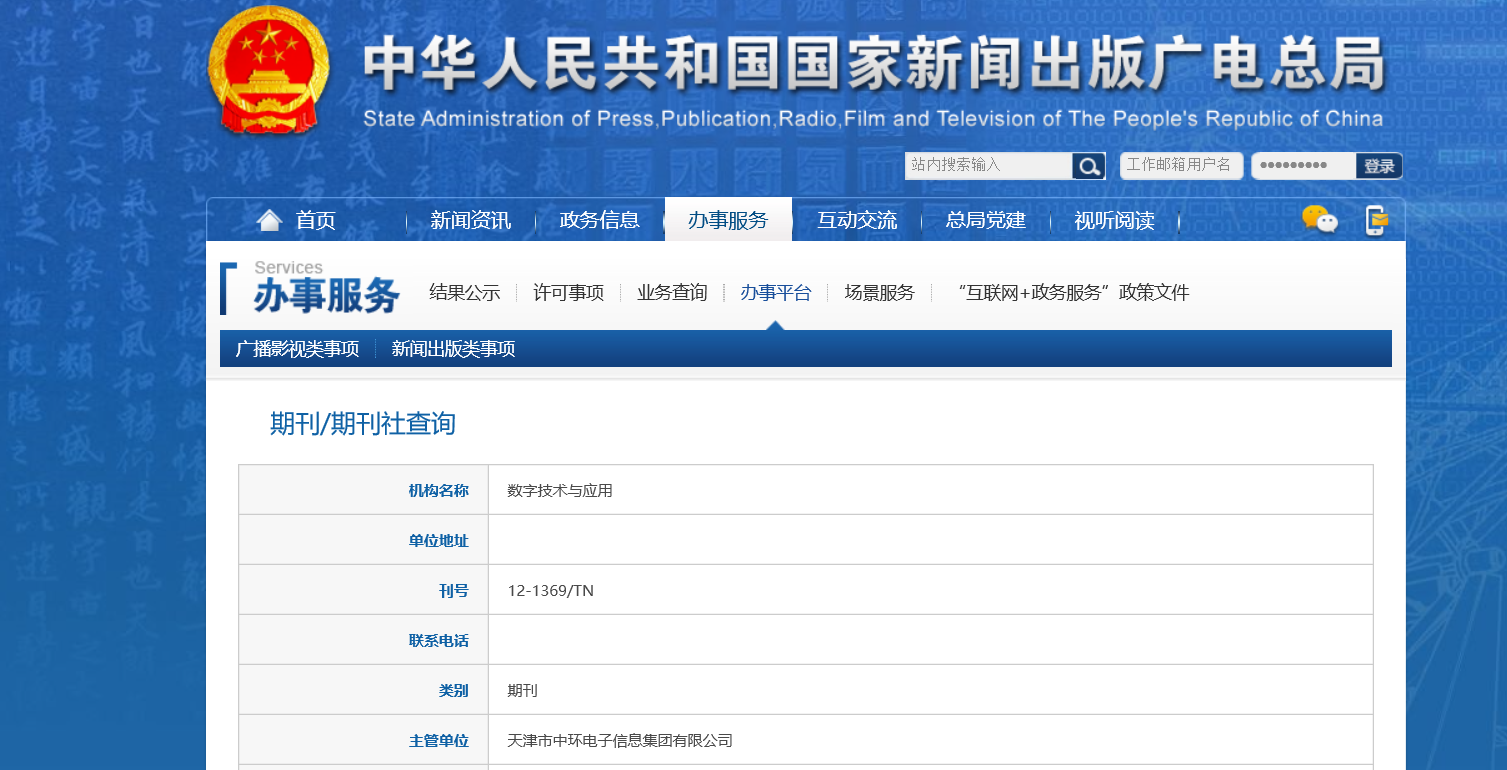 中华人民共和国国家新闻出版广电总局
State Administration of Press,Publication,Radio,Film and Television of The People's Republic of China
站内搜索输入 工作邮箱用户名 ••••••••• 登录
首页 新闻资讯 政务信息 办事服务 互动交流 总局党建 视听阅读
Services
办事服务 结果公示 许可事项 业务查询 办事平台 场景服务 “互联网+政务服务”政策文件
广播影视类事项 新闻出版类事项
期刊/期刊社查询
机构名称 数字技术与应用
单位地址
刊号 12-1369/TN
联系电话
类别 期刊
主管单位 天津市中环电子信息集团有限公司